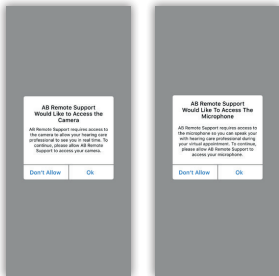 AB Remote Support
Would Like to Access the
Camera
AB Remote Support requires access to
the camera to allow your hearing care
professional to see you in real time. To
continue, please allow AB Remote
Support to access your camera.
Don't Allow
Ok
AB Remote Support
Would Like To Access The
Microphone
AB Remote Support requires access to
the microphone so you can speak your
with hearing care professional during
your virtual appointment. To continue,
please allow AB Remote Support to
access your microphone.
Don't Allow
Ok